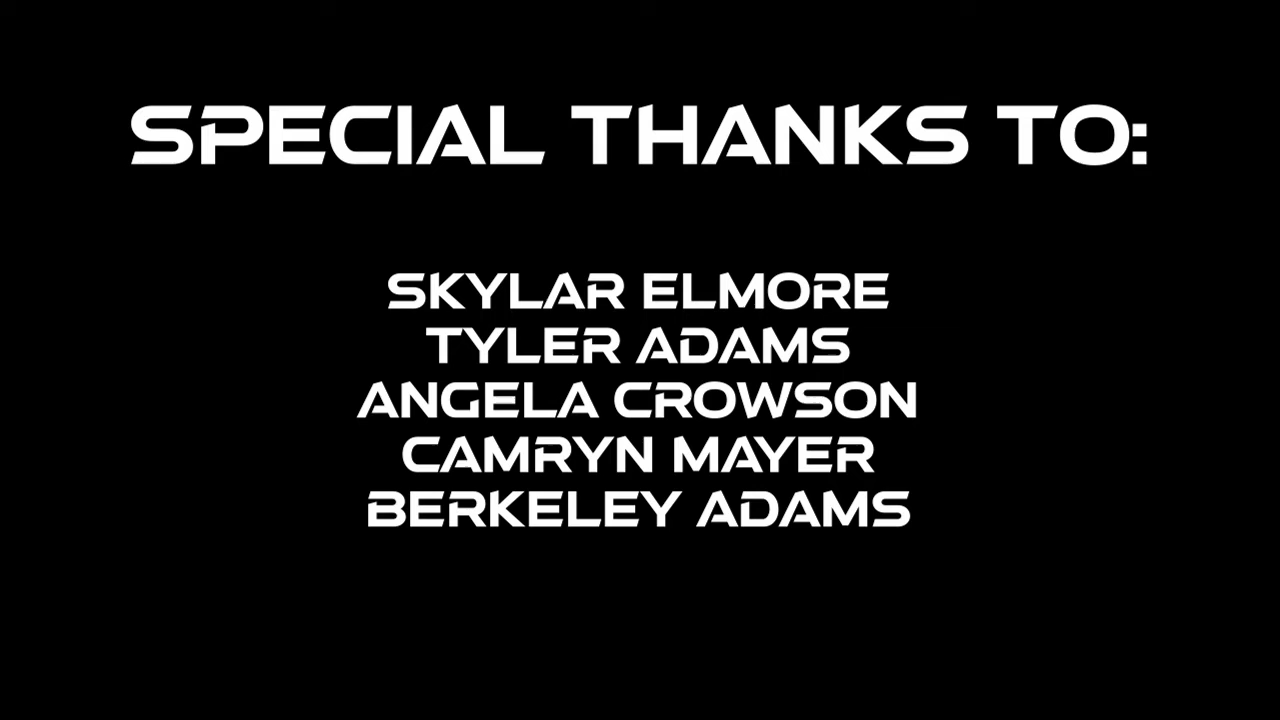 SPECIAL THANKS TO:
SKYLAR ELMORE
TYLER ADAMS
ANGELA CROWSON
CAMRYN MAYER
BERKELEY ADAMS